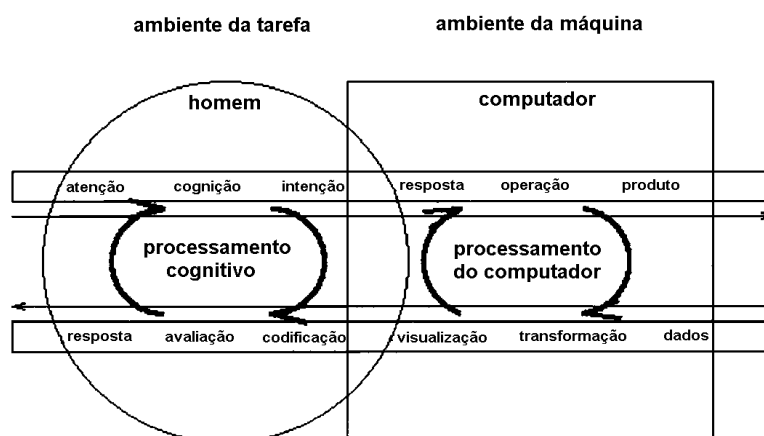 ambiente da tarefa ambiente da máquina
homem computador
atenção cognição intenção resposta operação produto
processamento cognitivo
processamento do computador
resposta avaliação codificação visualização transformação dados